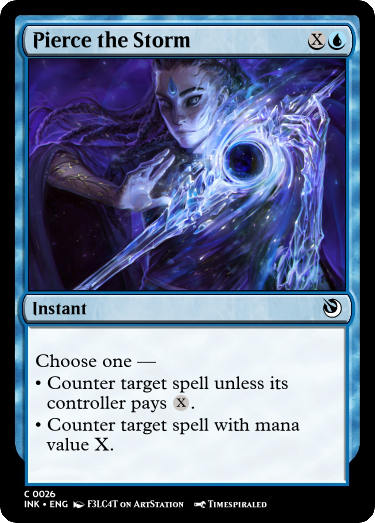 Pierce the Storm X
Instant
Choose one —
• Counter target spell unless its
controller pays X.
• Counter target spell with mana
value X.
C 0026
INK • ENG F3LC4T ON ARTSTATION TIMESPIRALED